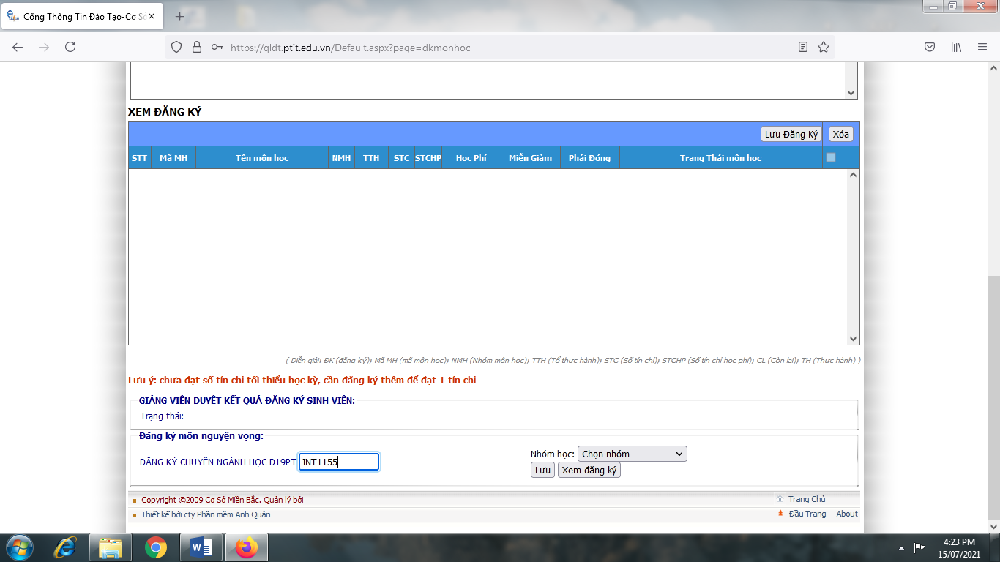 Cổng Thông Tin Đào Tạo-Cơ Sở
https://qldt.ptit.edu.vn/Default.aspx?page=dkmonhoc
XEM ĐĂNG KÝ
Lưu Đăng Ký Xóa
STT Mã MH Tên môn học NMH TTH STC STCHP Học Phí Miễn Giảm Phải Đóng Trạng Thái môn học
( Diễn giải: ĐK (đăng ký); Mã MH (mã môn học); NMH (Nhóm môn học); TTH (Tổ thực hành); STC (Số tín chỉ); STCHP (Số tín chỉ học phí); CL (Còn lại); TH (Thực hành) )
Lưu ý: chưa đạt số tín chỉ tối thiểu học kỳ, cần đăng ký thêm để đạt 1 tín chỉ
GIẢNG VIÊN DUYỆT KẾT QUẢ ĐĂNG KÝ SINH VIÊN:
Trạng thái:
Đăng ký môn nguyện vọng:
ĐĂNG KÝ CHUYÊN NGÀNH HỌC D19PT INT1155
Nhóm học: Chọn nhóm
Lưu Xem đăng ký
Copyright ©2009 Cơ Sở Miền Bắc. Quản lý bởi
Trang Chủ
Thiết kế bởi cty Phần mềm Anh Quân
Đầu Trang About
4:23 PM
15/07/2021